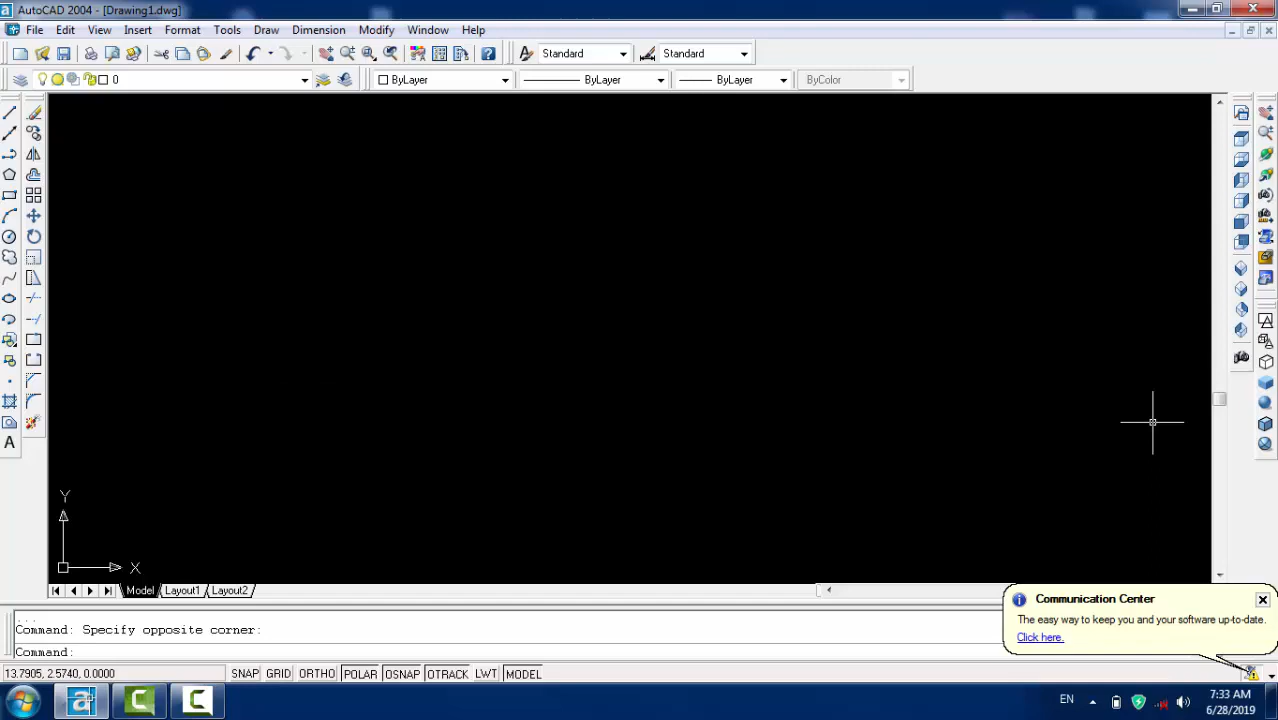 AutoCAD 2004 - [Drawing1.dwg]
File Edit View Insert Format Tools Draw Dimension Modify Window Help
Standard Standard
0 ByLayer ByLayer ByLayer ByColor
A
Y
X
Model Layout1 Layout2
Command: Specify opposite corner:
Command:
Communication Center
The easy way to keep you and your software up-to-date.
Click here.
13.7905, 2.5740, 0.0000 SNAP GRID ORTHO POLAR OSNAP OTRACK LWT MODEL
EN
7:33 AM
6/28/2019